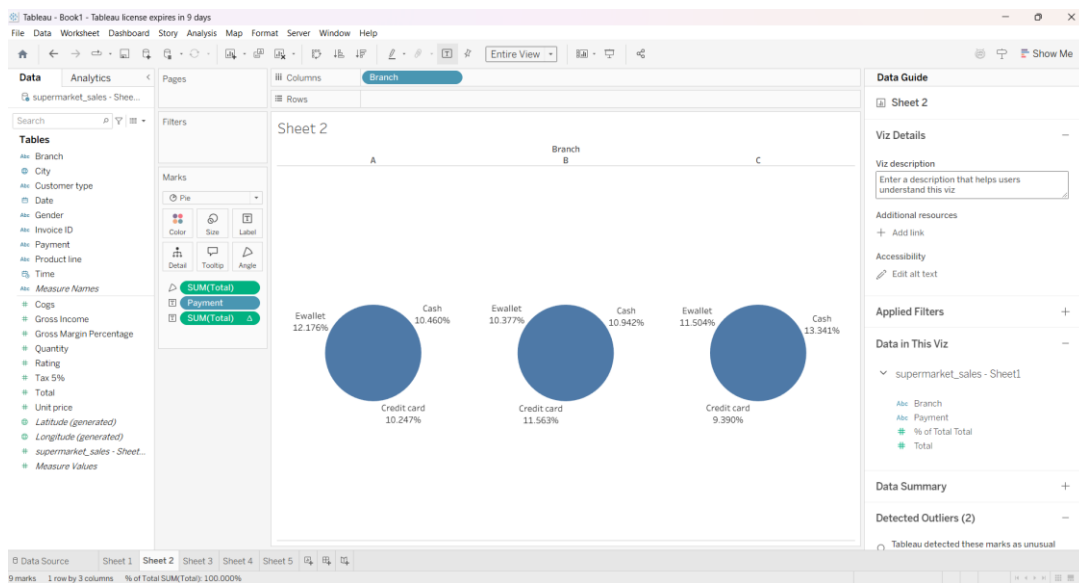 Tableau - Book1 - Tableau license expires in 9 days
File Data Worksheet Dashboard Story Analysis Map Format Server Window Help
Entire View
Show Me
Data Analytics
supermarket_sales - Shee...
Search
Tables
Abc Branch
City
Abc Customer type
Date
Abc Gender
Abc Invoice ID
Abc Payment
Abc Product line
Time
Abc Measure Names
# Cogs
# Gross Income
# Gross Margin Percentage
# Quantity
# Rating
# Tax 5%
# Total
# Unit price
Latitude (generated)
Longitude (generated)
# supermarket_sales - Sheet...
# Measure Values
Pages
Filters
Marks
Pie
Color Size Label
Detail Tooltip Angle
SUM(Total)
Payment
SUM(Total) Δ
Columns Branch
Rows
Sheet 2
Branch
A B C
Ewallet
12.176%
Cash
10.460%
Credit card
10.247%
Ewallet
10.377%
Cash
10.942%
Credit card
11.563%
Ewallet
11.504%
Cash
13.341%
Credit card
9.390%
Data Guide
Sheet 2
Viz Details
Viz description
Enter a description that helps users
understand this viz
Additional resources
+ Add link
Accessibility
Edit alt text
Applied Filters
Data in This Viz
supermarket_sales - Sheet1
Abc Branch
Abc Payment
# % of Total Total
# Total
Data Summary
Detected Outliers (2)
Tableau detected these marks as unusual
Data Source Sheet 1 Sheet 2 Sheet 3 Sheet 4 Sheet 5
9 marks 1 row by 3 columns % of Total SUM(Total): 100.000%